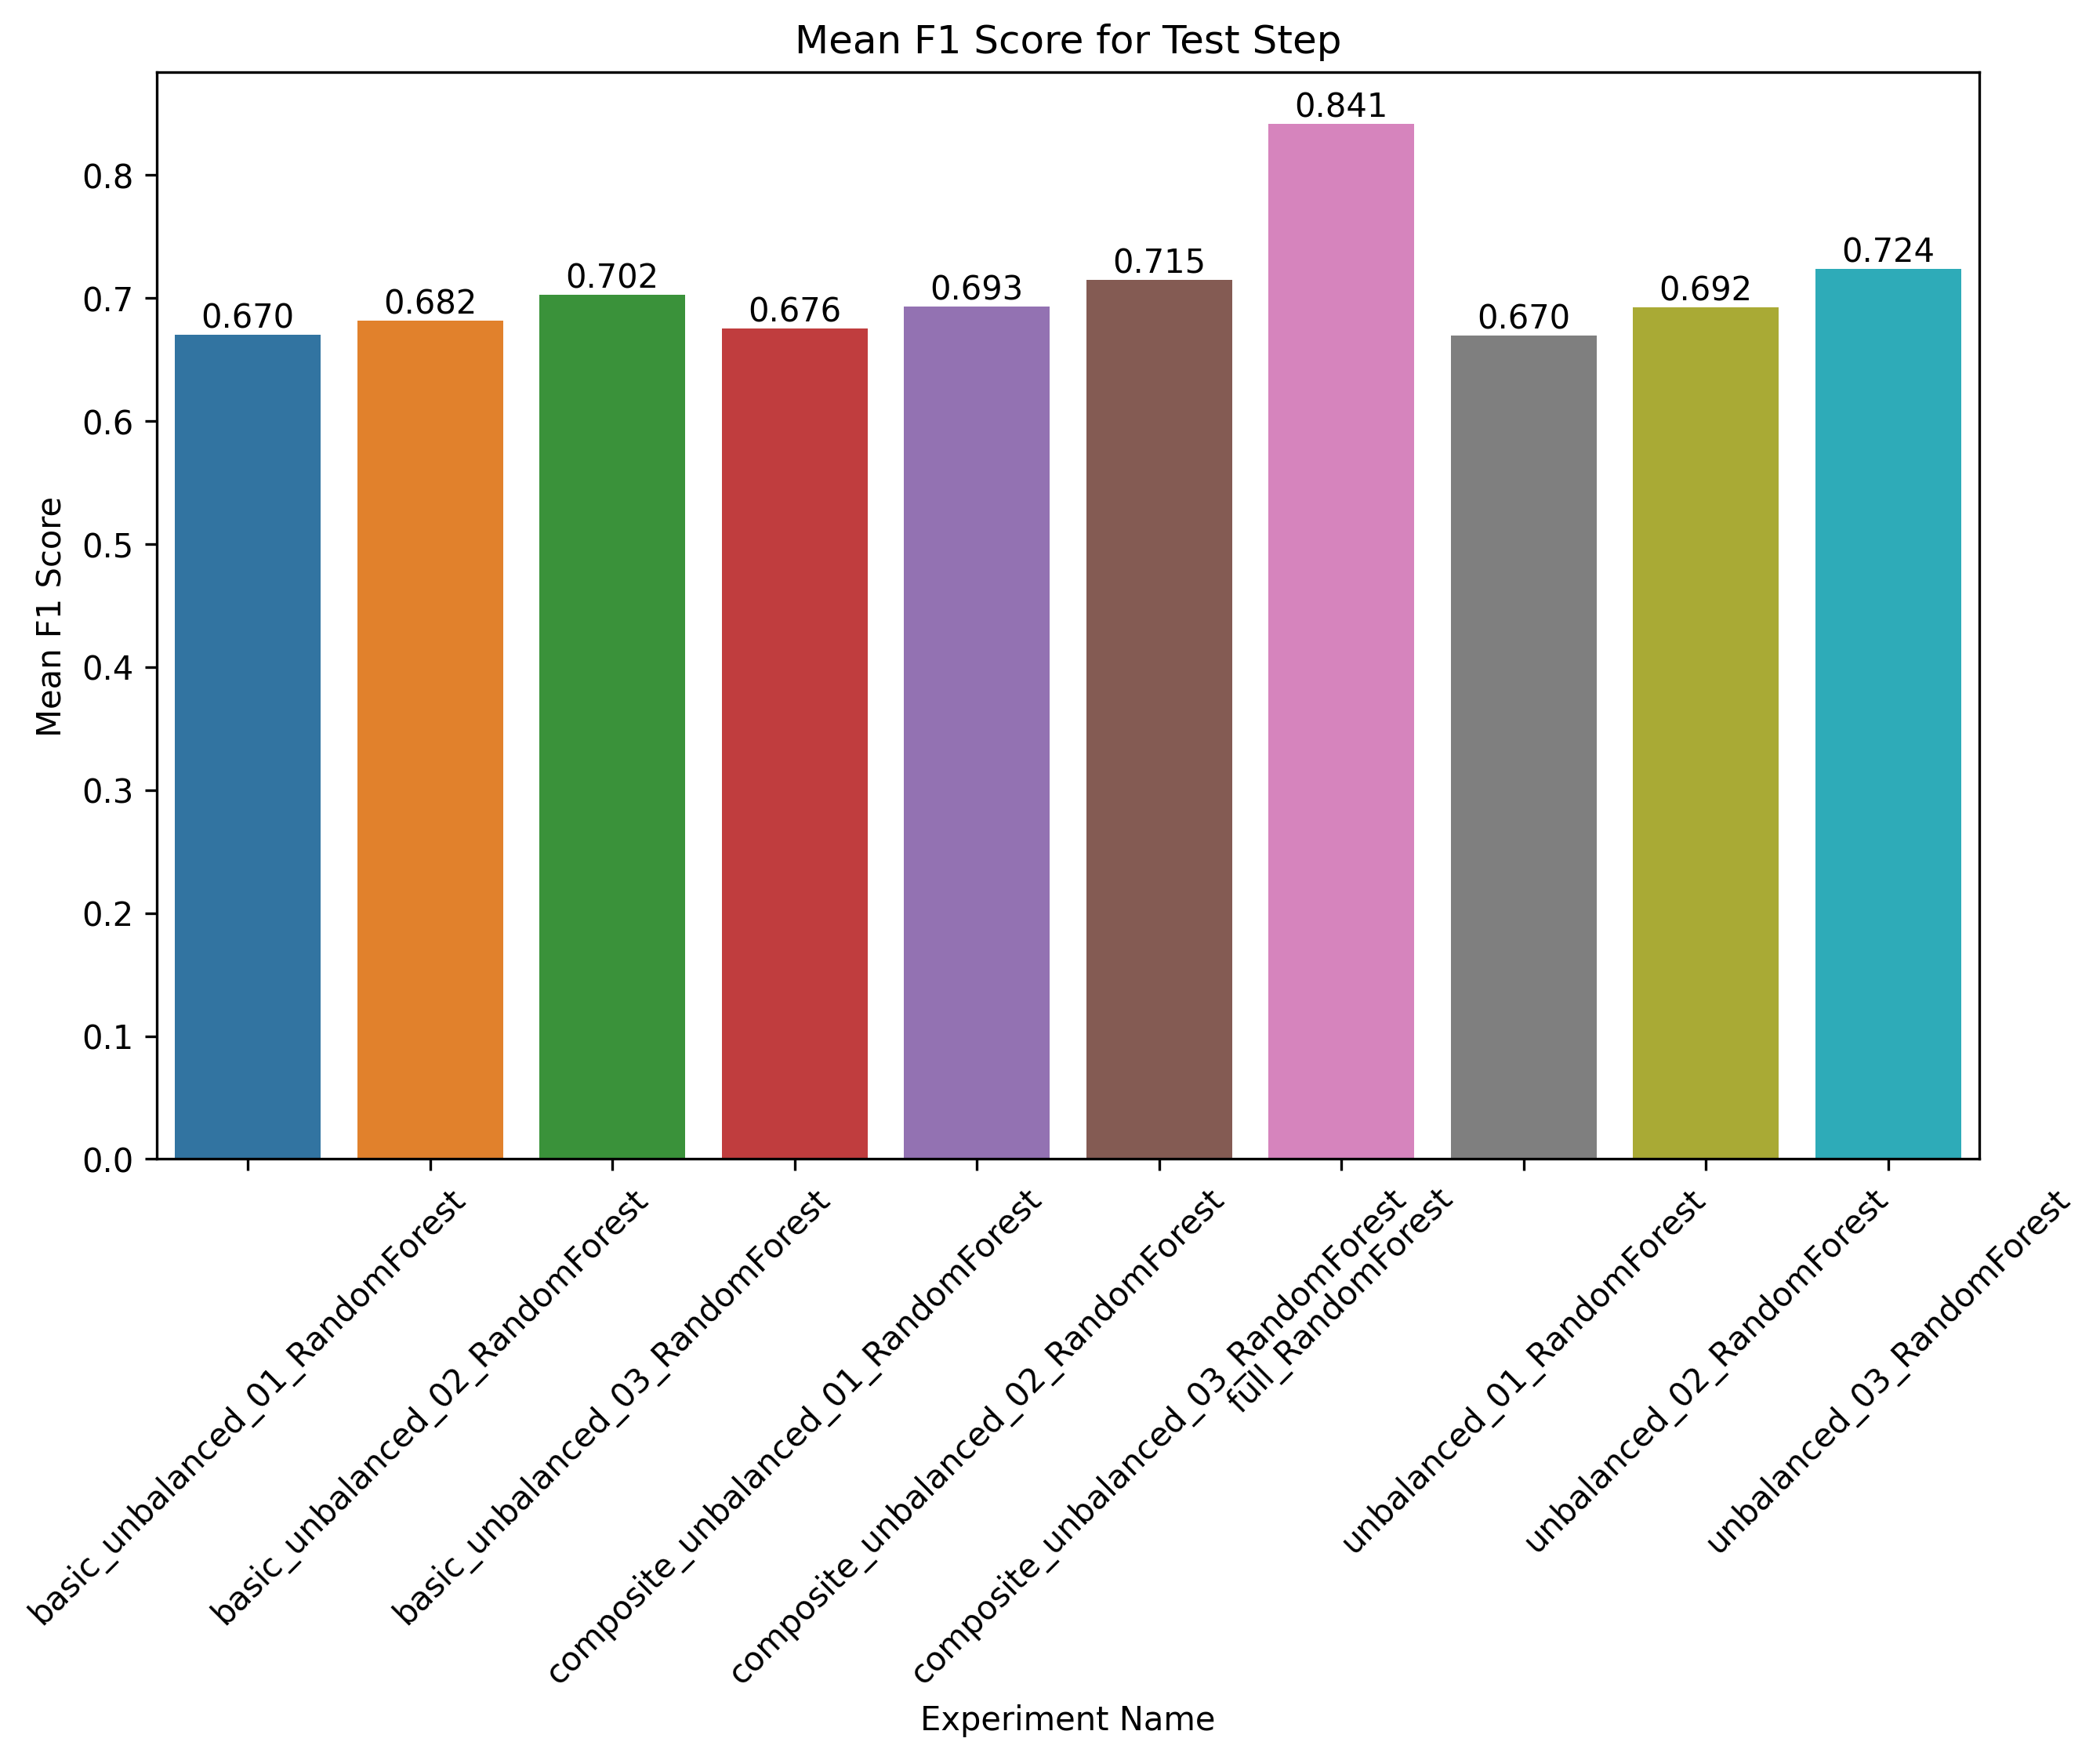 Mean F1 Score for Test Step
Mean F1 Score
0.8
0.7
0.6
0.5
0.4
0.3
0.2
0.1
0.0
0.670
0.682
0.702
0.676
0.693
0.715
0.841
0.670
0.692
0.724
basic_unbalanced_01_RandomForest
basic_unbalanced_02_RandomForest
basic_unbalanced_03_RandomForest
composite_unbalanced_01_RandomForest
composite_unbalanced_02_RandomForest
composite_unbalanced_03_RandomForest
full_RandomForest
unbalanced_01_RandomForest
unbalanced_02_RandomForest
unbalanced_03_RandomForest
Experiment Name